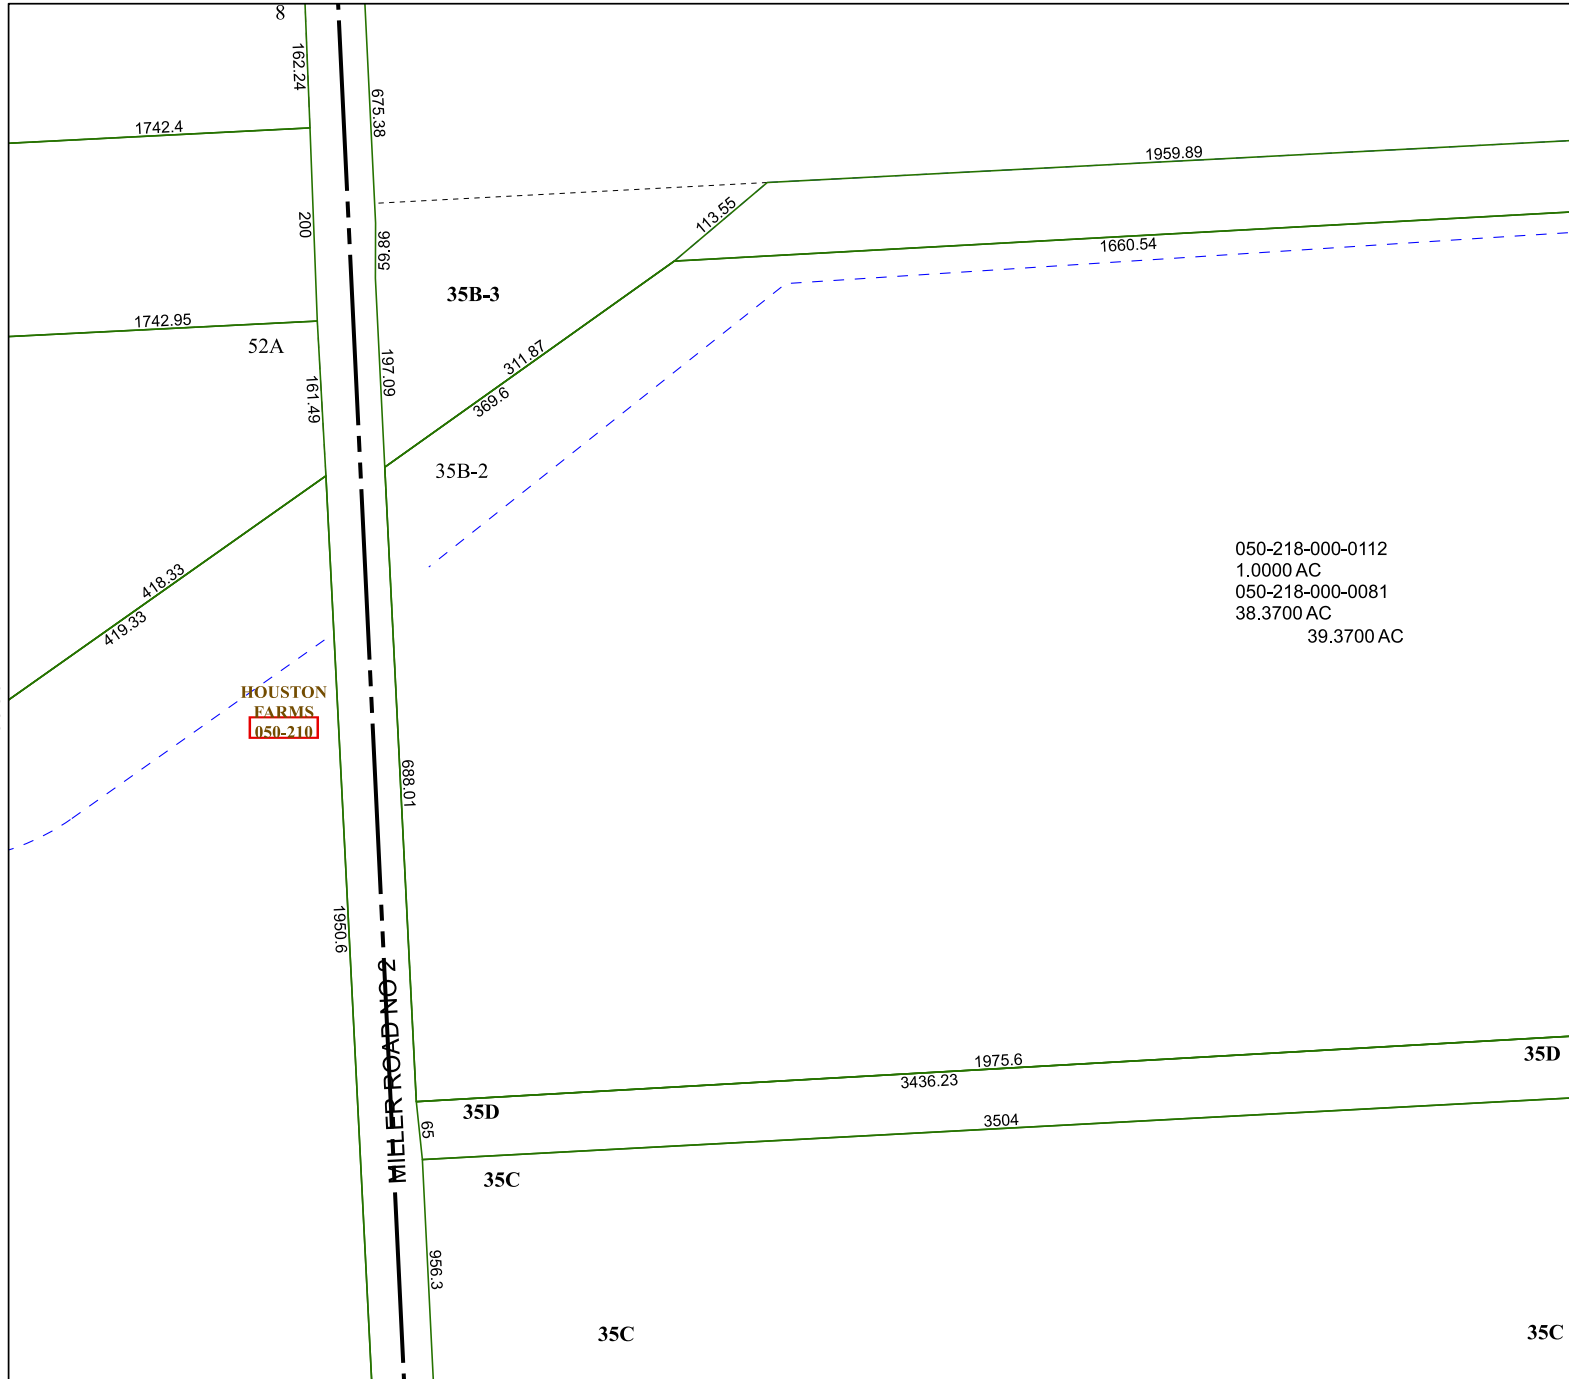 8
162.24
675.38
1742.4
1959.89
113.55
200
59.86
1660.54
35B-3
1742.95
52A
311.87
197.09
161.49
369.6
35B-2
050-218-000-0112
1.0000 AC
050-218-000-0081
38.3700 AC
39.3700 AC
418.33
419.33
HOUSTON
FARMS
050-210
688.01
1950.6
MILLER ROAD NO 2
1975.6
3436.23
35D
35D
65
3504
35C
956.3
35C
35C